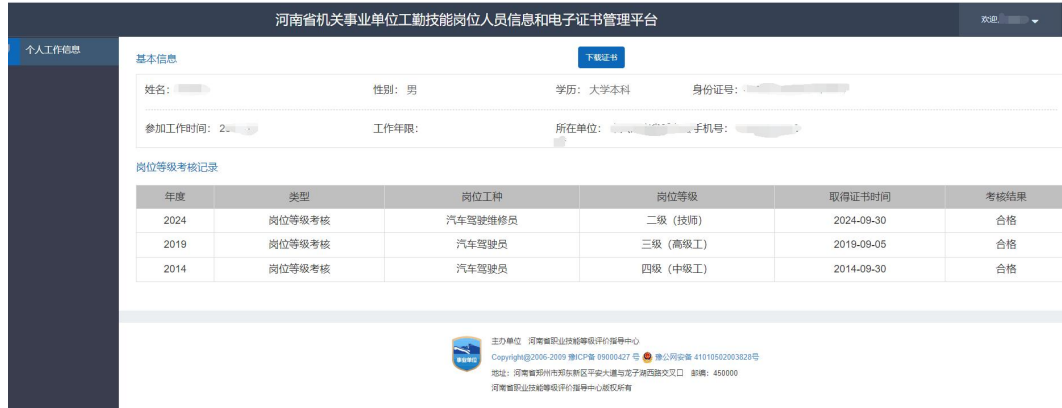 河南省机关事业单位工勤技能岗位人员信息和电子证书管理平台 欢迎,
个人工作信息
基本信息 下载证书
姓名: 性别: 男 学历: 大学本科 身份证号:
参加工作时间: 2 工作年限: 所在单位: 手机号:
岗位等级考核记录
年度 类型 岗位工种 岗位等级 取得证书时间 考核结果
2024 岗位等级考核 汽车驾驶维修员 二级（技师） 2024-09-30 合格
2019 岗位等级考核 汽车驾驶员 三级（高级工） 2019-09-05 合格
2014 岗位等级考核 汽车驾驶员 四级（中级工） 2014-09-30 合格
事业单位
主办单位 河南省职业技能等级评价指导中心
Copyright@2006-2009 豫ICP备 09000427 号 豫公网安备 41010502003828号
地址：河南省郑州市郑东新区平安大道与龙子湖西路交叉口 邮编：450000
河南省职业技能等级评价指导中心版权所有